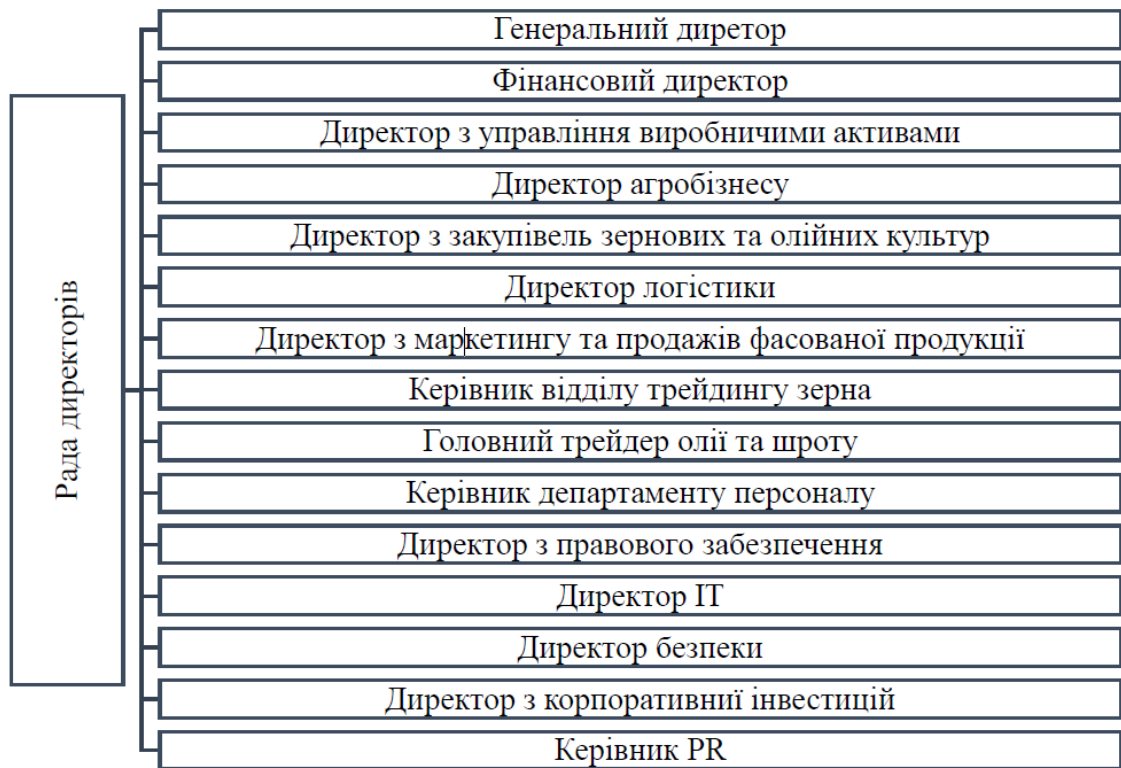 Рада директорів
Генеральний диретор
Фінансовий директор
Директор з управління виробничими активами
Директор агробізнесу
Директор з закупівель зернових та олійних культур
Директор логістики
Директор з маркетингу та продажів фасованої продукції
Керівник відділу трейдингу зерна
Головний трейдер олії та шроту
Керівник департаменту персоналу
Директор з правового забезпечення
Директор ІТ
Директор безпеки
Директор з корпоративниї інвестицій
Керівник PR